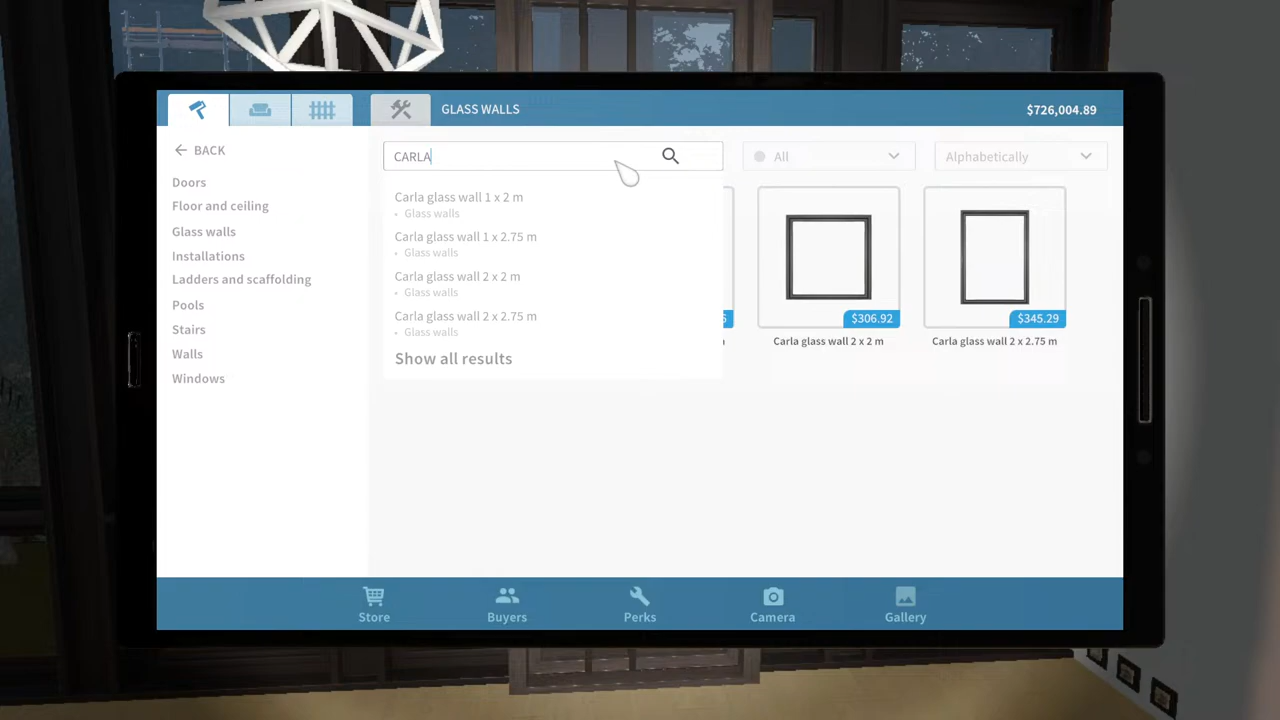 GLASS WALLS
$726,004.89
BACK
Doors
Floor and ceiling
Glass walls
Installations
Ladders and scaffolding
Pools
Stairs
Walls
Windows
CARLA
All
Alphabetically
Carla glass wall 1 x 2 m
• Glass walls
Carla glass wall 1 x 2.75 m
• Glass walls
Carla glass wall 2 x 2 m
• Glass walls
Carla glass wall 2 x 2.75 m
• Glass walls
Show all results
$306.92
Carla glass wall 2 x 2 m
$345.29
Carla glass wall 2 x 2.75 m
Store
Buyers
Perks
Camera
Gallery